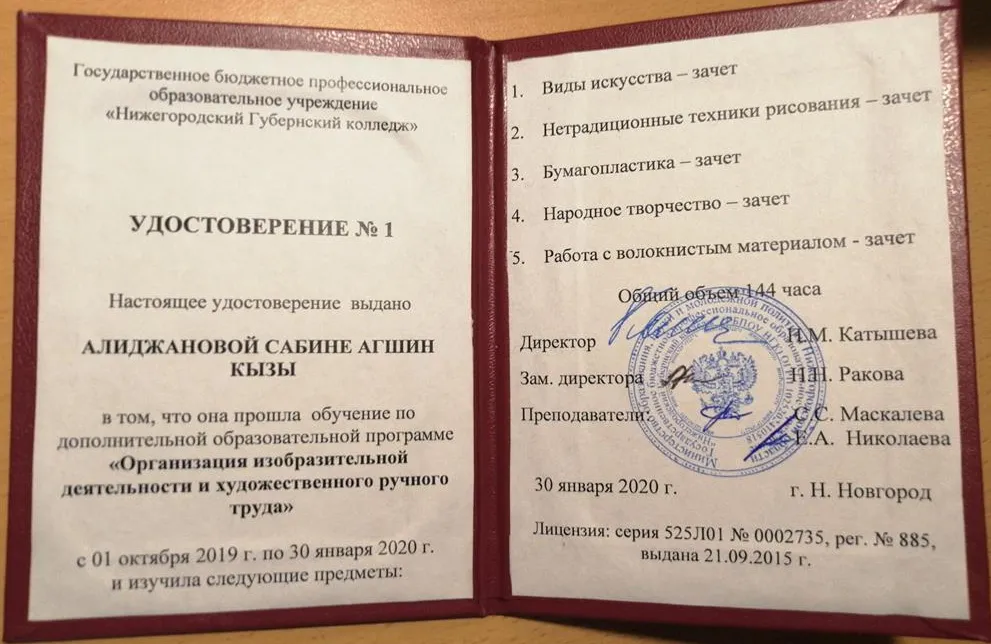 Государственное бюджетное профессиональное
образовательное учреждение
«Нижегородский Губернский колледж»
УДОСТОВЕРЕНИЕ № 1
Настоящее удостоверение выдано
АЛИДЖАНОВОЙ САБИНЕ АГШИН
КЫЗЫ
в том, что она прошла обучение по
дополнительной образовательной программе
«Организация изобразительной
деятельности и художественного ручного
труда»
с 01 октября 2019 г. по 30 января 2020 г.
и изучила следующие предметы:
1. Виды искусства – зачет
2. Нетрадиционные техники рисования – зачет
3. Бумагопластика – зачет
4. Народное творчество – зачет
5. Работа с волокнистым материалом - зачет
Общий объем 144 часа
Директор Н.М. Катышева
Зам. директора Н.Н. Ракова
Преподаватели: С.С. Маскалева
Е.А. Николаева
30 января 2020 г. г. Н. Новгород
Лицензия: серия 525Л01 № 0002735, рег. № 885,
выдана 21.09.2015 г.